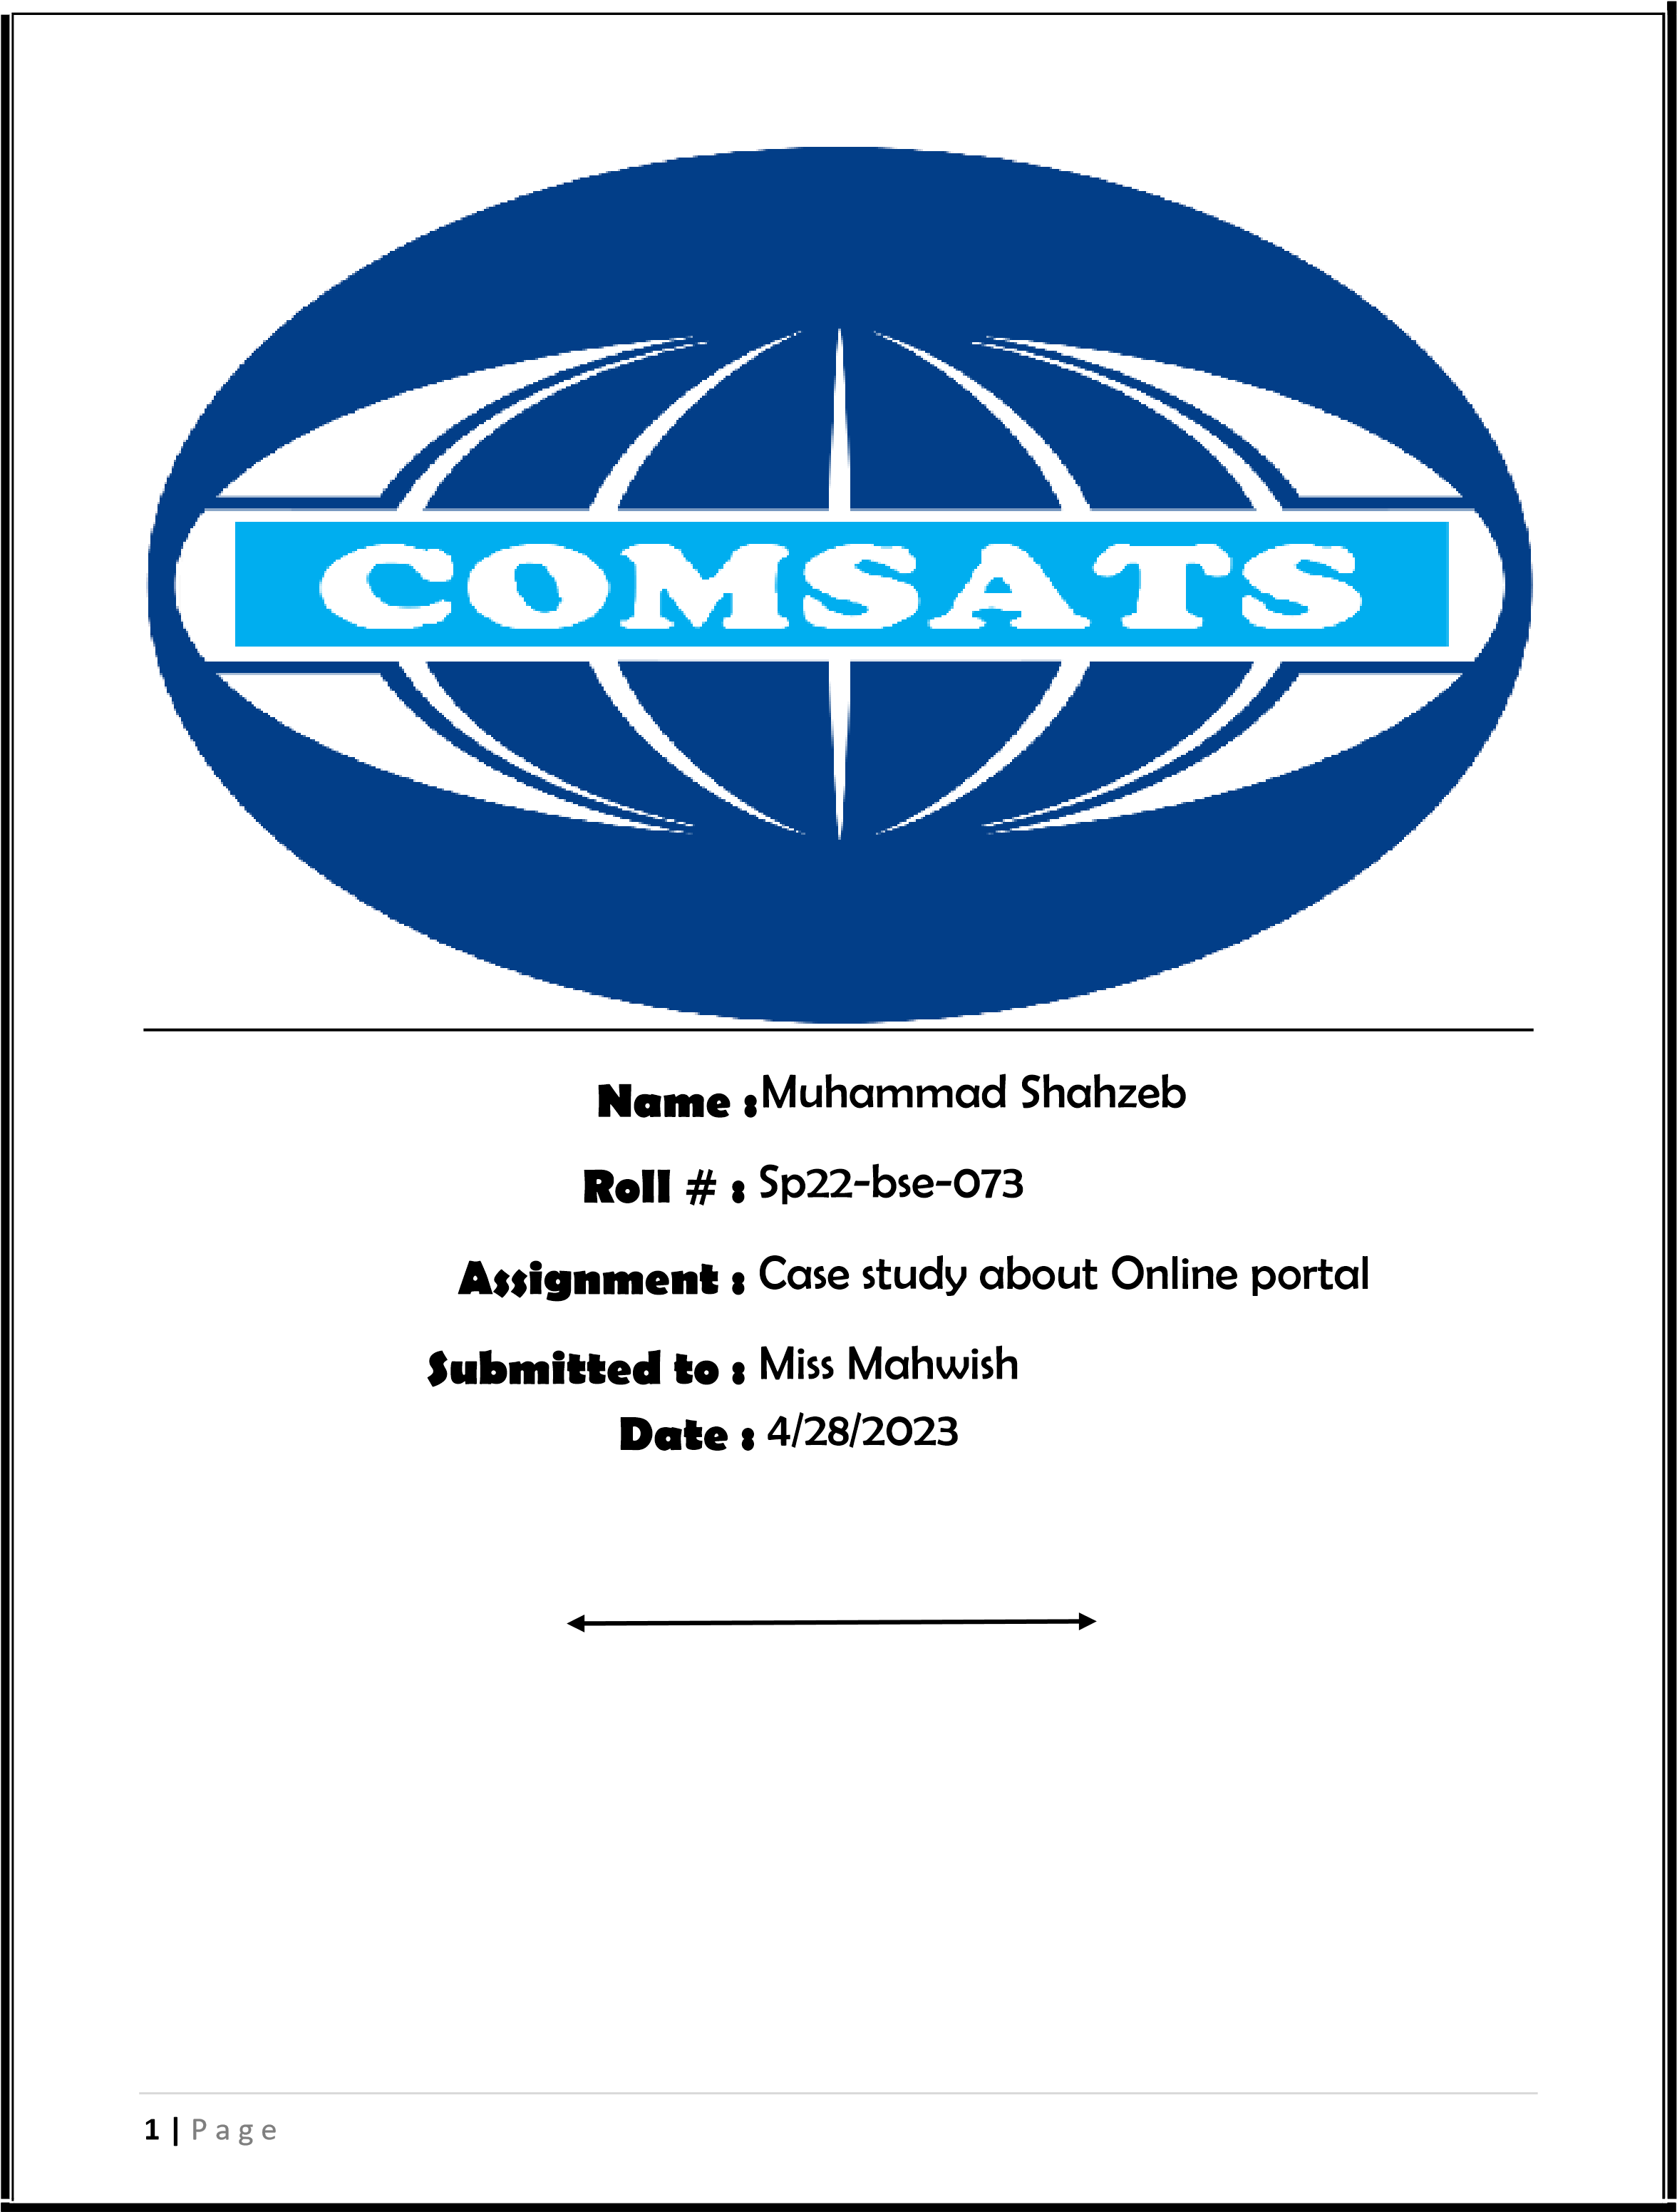 COMSATS
Name : Muhammad Shahzeb
Roll # : Sp22-bse-073
Assignment : Case study about Online portal
Submitted to : Miss Mahwish
Date : 4/28/2023
1 | Page